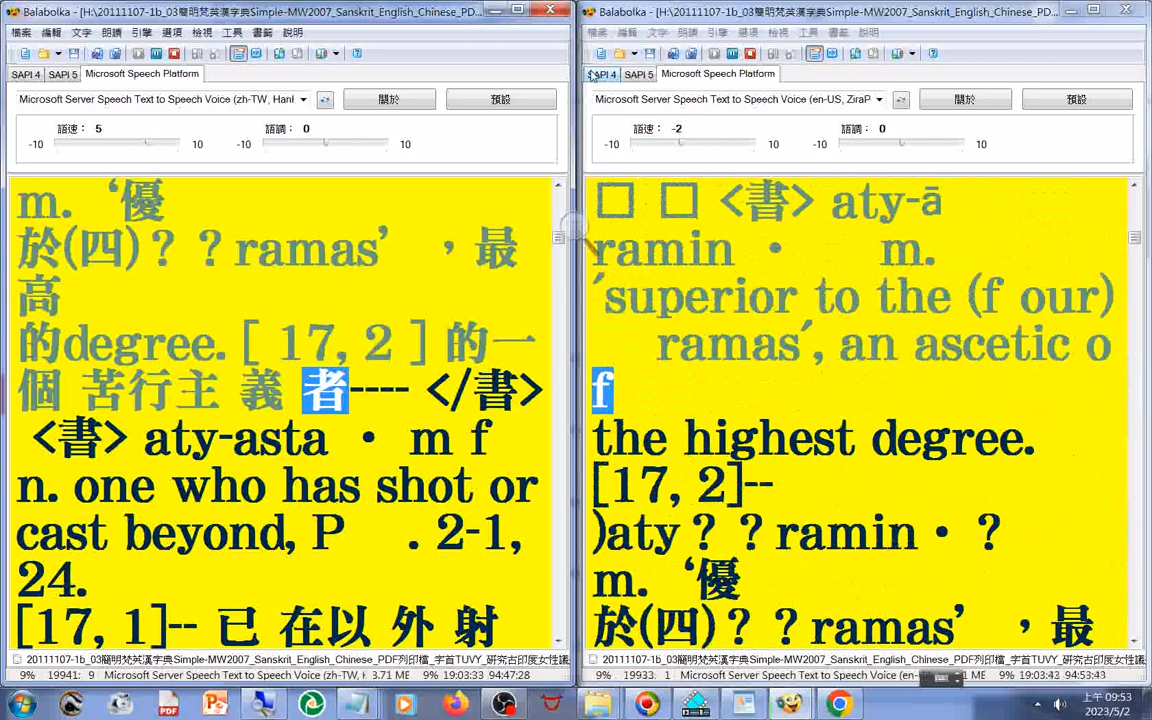 Balabolka - [H:\20111107-1b_03簡明梵英漢字典Simple-MW2007_Sanskrit_English_Chinese_PD...
檔案 編輯 文字 朗讀 引擎 選項 檢視 工具 書籤 說明
SAPI 4 SAPI 5 Microsoft Speech Platform
Microsoft Server Speech Text to Speech Voice (zh-TW, Hanl 關於 預設
語速： 5 語調： 0
-10 10 -10 10
m. ‘優
於(四)？？ramas’ ，最
高
的degree. [ 17, 2 ] 的一
個 苦行主 義 者---- </書>
<書> aty-asta • m f
n. one who has shot or
cast beyond, P . 2-1,
24.
[17, 1]-- 已 在以 外 射
20111107-1b_03簡明梵英漢字典Simple-MW2007_Sanskrit_English_Chinese_PDF列印檔_字首TUVY_研究古印度女性議
9% 19941: 9 Microsoft Server Speech Text to Speech Voice (zh-TW, H 3.71 ME 9% 19:03:33 94:47:28
Balabolka - [H:\20111107-1b_03簡明梵英漢字典Simple-MW2007_Sanskrit_English_Chinese_PDF...
檔案 編輯 文字 朗讀 引擎 選項 檢視 工具 書籤 說明
SAPI 4 SAPI 5 Microsoft Speech Platform
Microsoft Server Speech Text to Speech Voice (en-US, ZiraP 關於 預設
語速： -2 語調： 0
-10 10 -10 10
□ □ <書> aty-ā
ramin • m.
´superior to the (f our)
ramas´, an ascetic o
f
the highest degree.
[17, 2]--
)aty？？ramin • ？
m. ‘優
於(四)？？ramas’ ，最
20111107-1b_03簡明梵英漢字典Simple-MW2007_Sanskrit_English_Chinese_PDF列印檔_字首TUVY_研究古印度女性議
9% 19933: 1 Microsoft Server Speech Text to Speech Voice (en- 9% 19:03:42 94:53:43
上午 09:53
2023/5/2